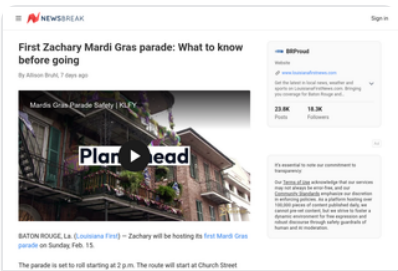 NEWSBREAK
Sign in
First Zachary Mardi Gras parade: What to know
before going
By Allison Bruhl, 7 days ago
Mardi Gras Parade Safety | KLFY
Plan head
BATON ROUGE, La. (Louisiana First) — Zachary will be hosting its first Mardi Gras
parade on Sunday, Feb. 15.
The parade is set to roll starting at 2 p.m. The route will start at Church Street
BRProud
Website
www.louisianafirstnews.com
Get the latest in local news, weather and
sports on LouisianaFirstNews.com. Bringing
you coverage for Baton Rouge and...
23.8K
18.3K
Posts
Followers
Ad
It's essential to note our commitment to
transparency:
Our Terms of Use acknowledge that our services
may not always be error-free, and our
Community Standards emphasize our discretion
in enforcing policies. As a platform hosting over
100,000 pieces of content published daily, we
cannot pre-vet content, but we strive to foster a
dynamic environment for free expression and
robust discourse through safety guardrails of
human and AI moderation.